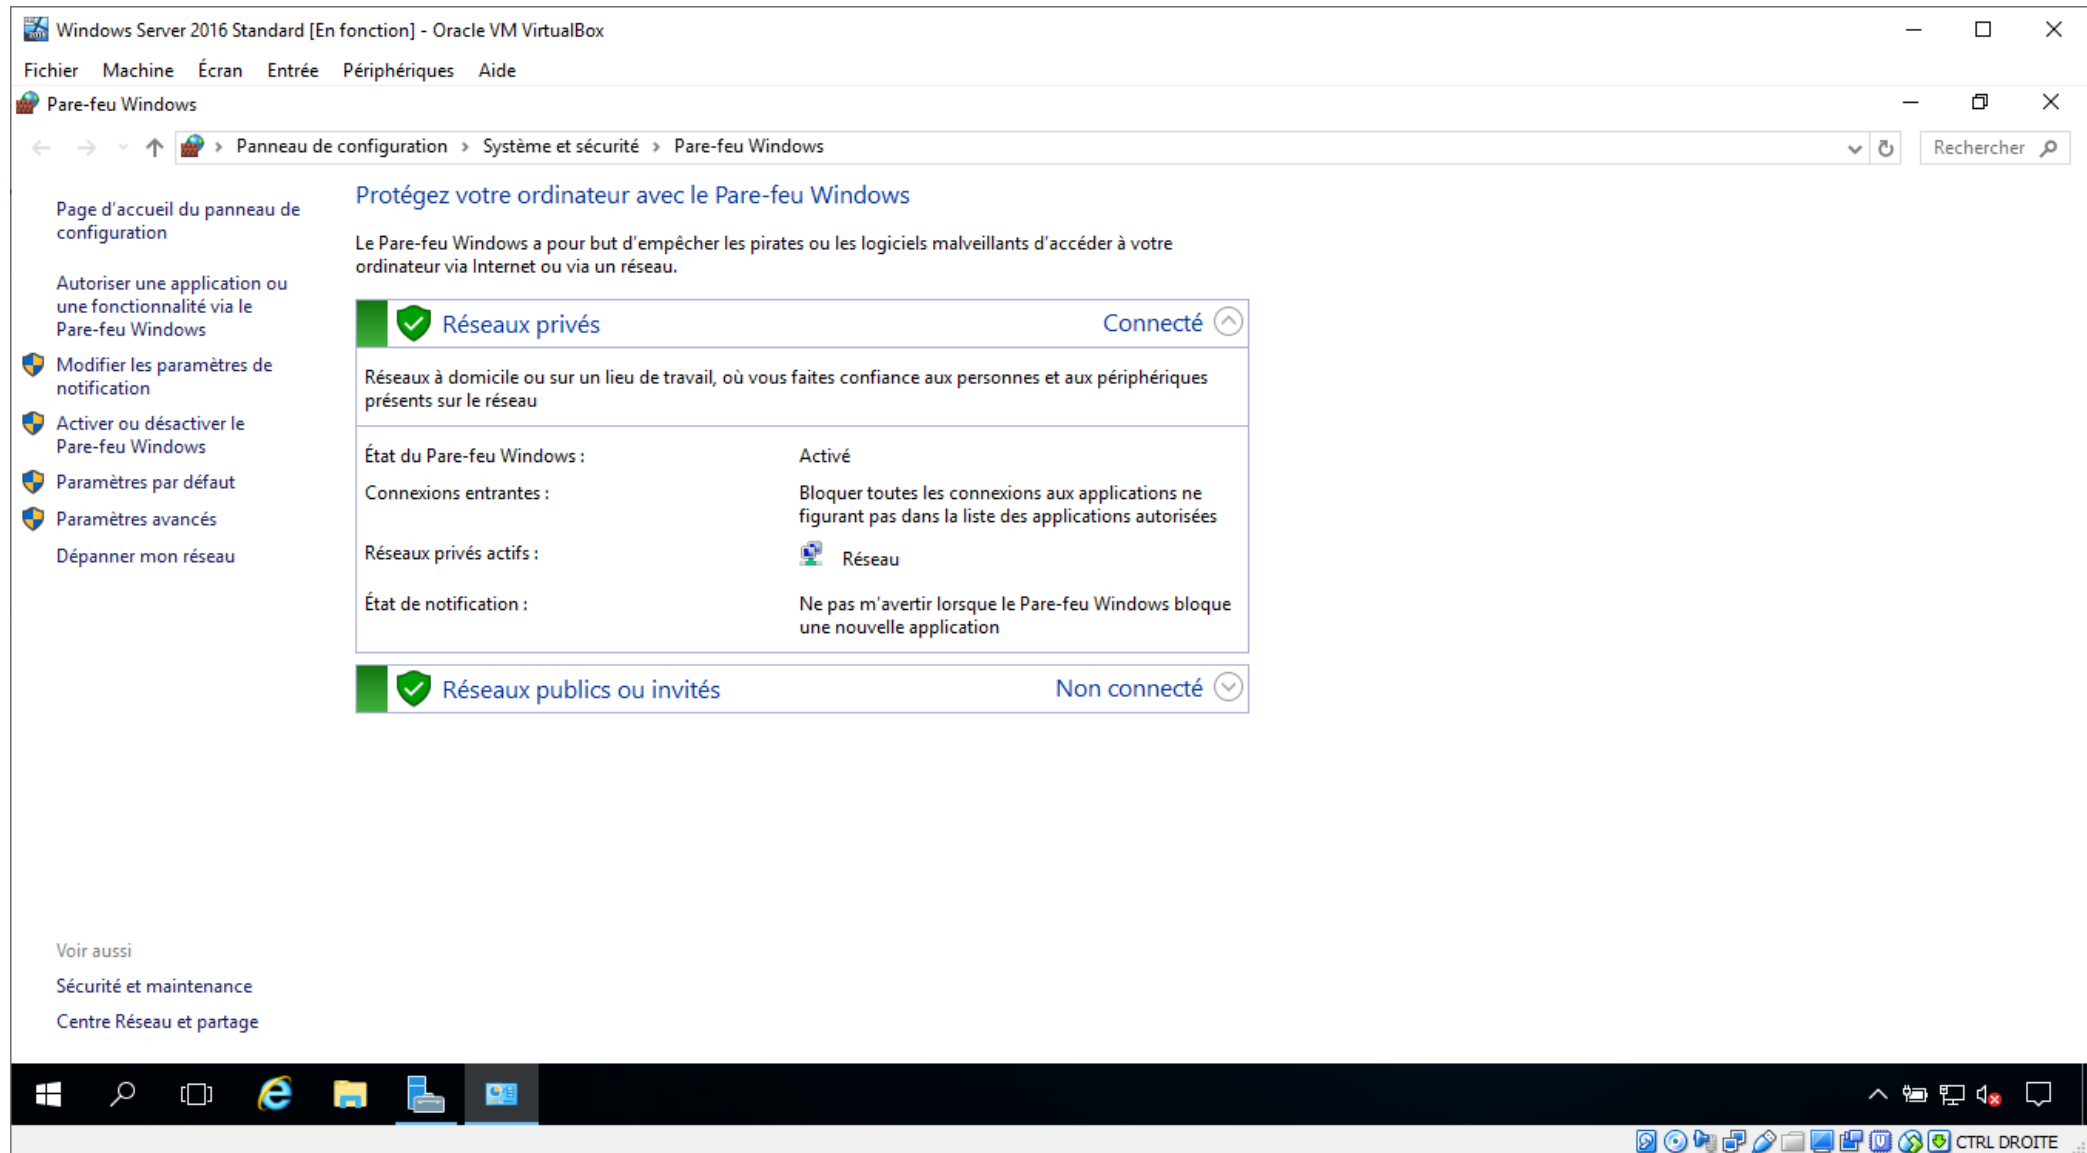 Windows Server 2016 Standard [En fonction] - Oracle VM VirtualBox
Fichier Machine Écran Entrée Périphériques Aide
Pare-feu Windows
Panneau de configuration > Système et sécurité > Pare-feu Windows
Rechercher
Page d'accueil du panneau de
configuration
Autoriser une application ou
une fonctionnalité via le
Pare-feu Windows
Modifier les paramètres de
notification
Activer ou désactiver le
Pare-feu Windows
Paramètres par défaut
Paramètres avancés
Dépanner mon réseau
Protégez votre ordinateur avec le Pare-feu Windows
Le Pare-feu Windows a pour but d'empêcher les pirates ou les logiciels malveillants d'accéder à votre
ordinateur via Internet ou via un réseau.
Réseaux privés Connecté
Réseaux à domicile ou sur un lieu de travail, où vous faites confiance aux personnes et aux périphériques
présents sur le réseau
État du Pare-feu Windows : Activé
Connexions entrantes : Bloquer toutes les connexions aux applications ne
figurant pas dans la liste des applications autorisées
Réseaux privés actifs : Réseau
État de notification : Ne pas m'avertir lorsque le Pare-feu Windows bloque
une nouvelle application
Réseaux publics ou invités Non connecté
Voir aussi
Sécurité et maintenance
Centre Réseau et partage
CTRL DROITE